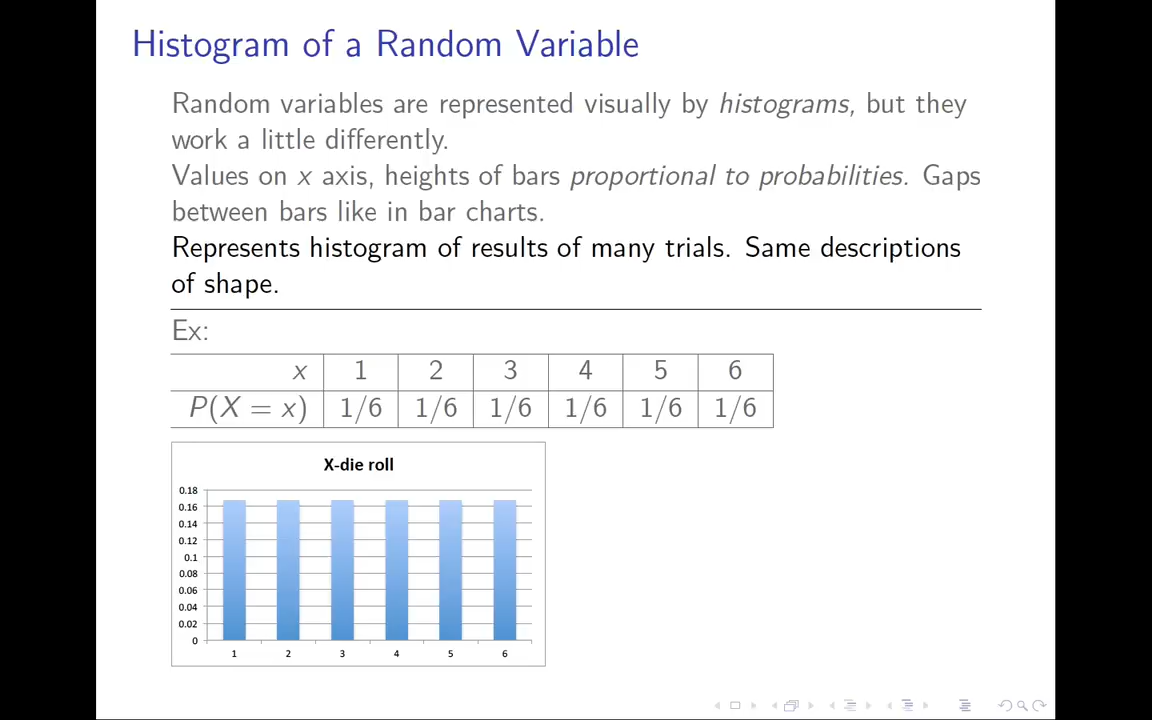 Histogram of a Random Variable
Random variables are represented visually by histograms, but they
work a little differently.
Values on x axis, heights of bars proportional to probabilities. Gaps
between bars like in bar charts.
Represents histogram of results of many trials. Same descriptions
of shape.
Ex:
x 1 2 3 4 5 6
P(X = x) 1/6 1/6 1/6 1/6 1/6 1/6
X-die roll
0.18
0.16
0.14
0.12
0.1
0.08
0.06
0.04
0.02
0
1 2 3 4 5 6